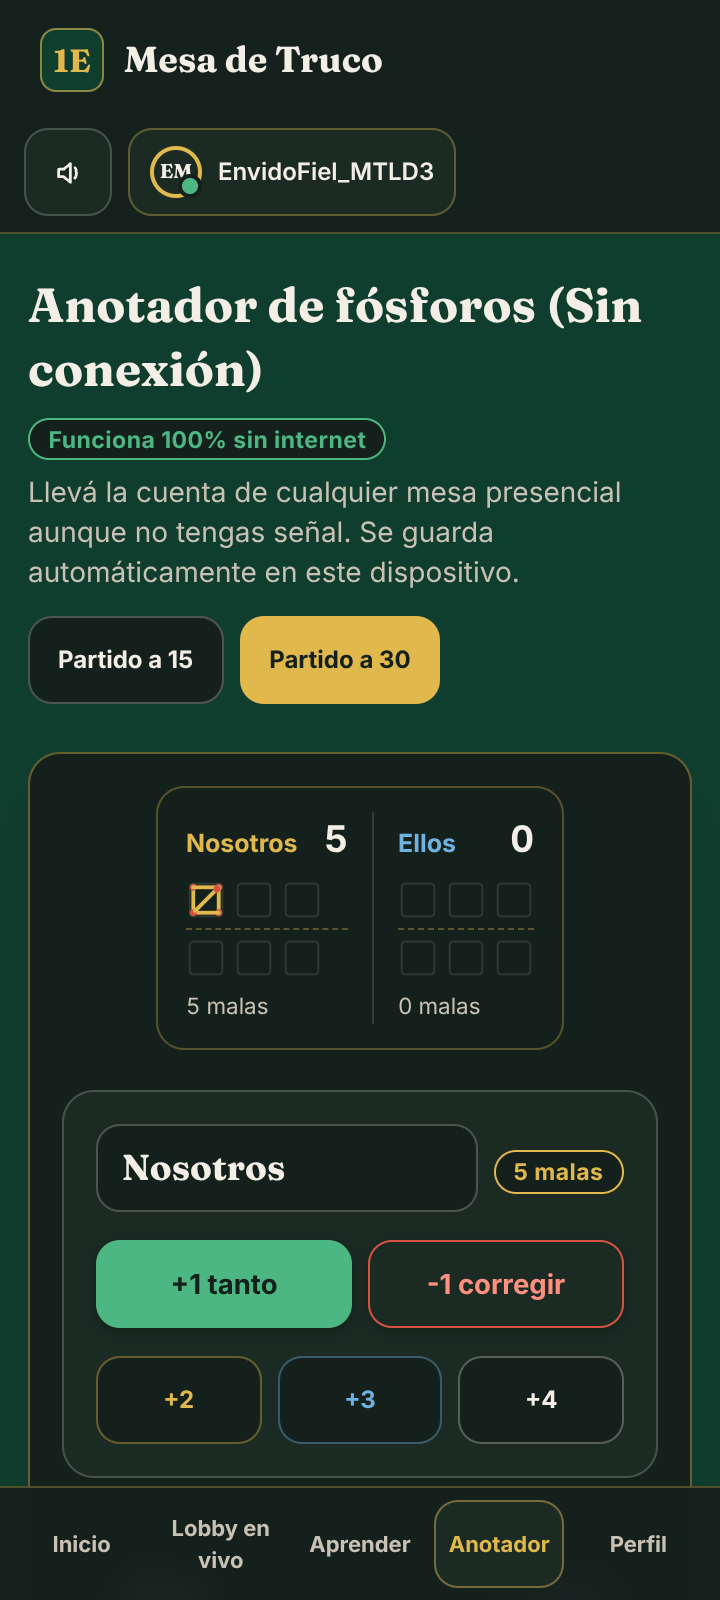 1E Mesa de Truco
EM EnvidoFiel_MTLD3
Anotador de fósforos (Sin
conexión)
Funciona 100% sin internet
Llevá la cuenta de cualquier mesa presencial
aunque no tengas señal. Se guarda
automáticamente en este dispositivo.
Partido a 15 Partido a 30
Nosotros 5 Ellos 0
5 malas 0 malas
Nosotros 5 malas
+1 tanto -1 corregir
+2 +3 +4
Inicio Lobby en vivo Aprender Anotador Perfil